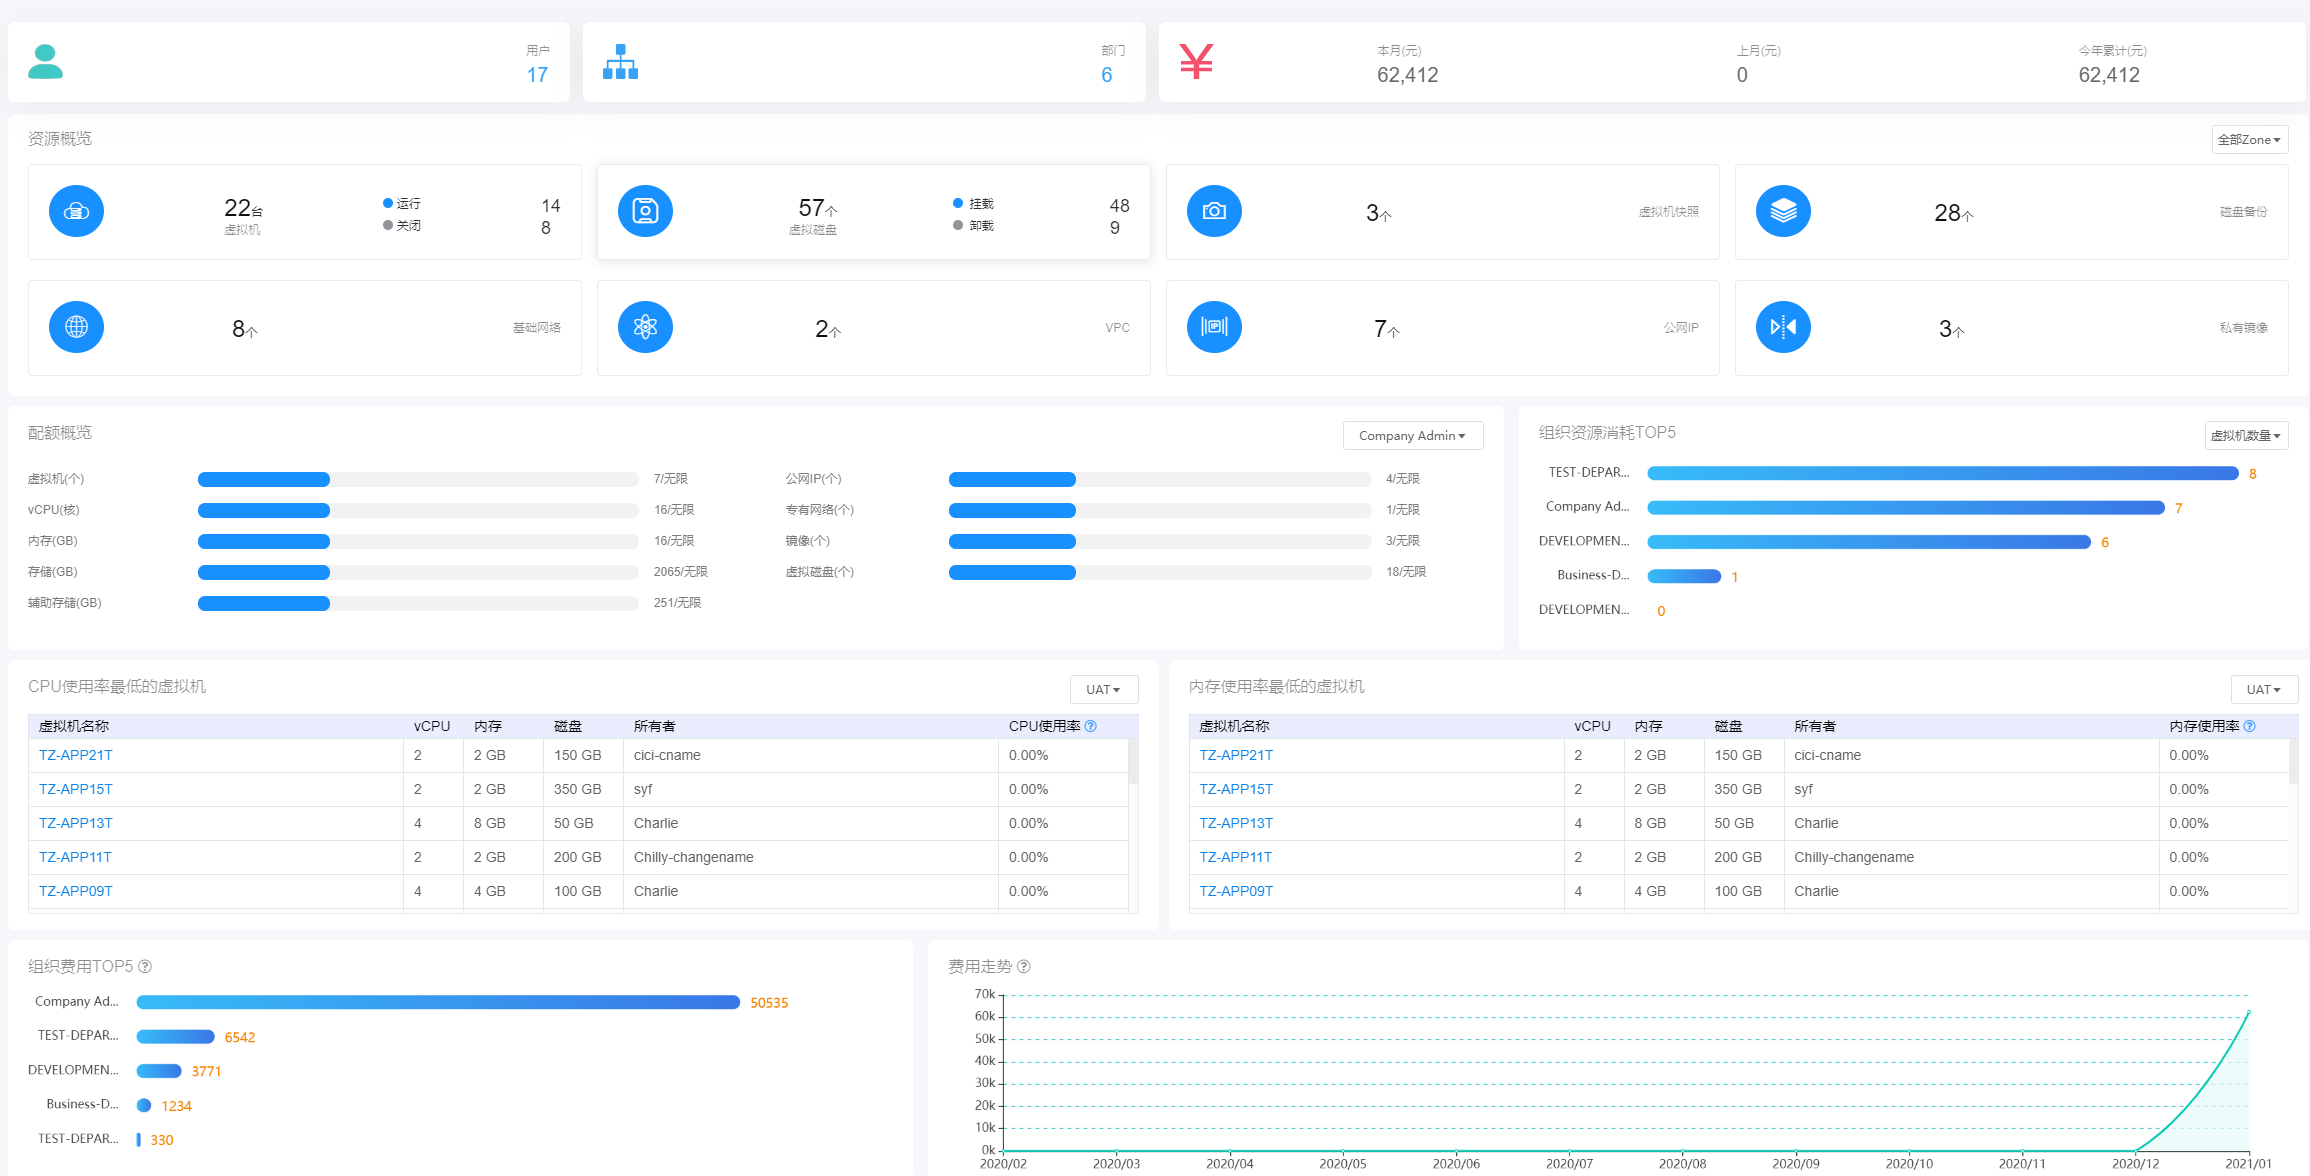 用户
17
部门
6
本月(元)
62,412
上月(元)
0
今年累计(元)
62,412
资源概览
全部Zone
22台
虚拟机
运行 14
关闭 8
57个
虚拟磁盘
挂载 48
卸载 9
3个
虚拟机快照
28个
磁盘备份
8个
基础网络
2个
VPC
IP
7个
公网IP
3个
私有镜像
配额概览
Company Admin
虚拟机(个) 7/无限
vCPU(核) 16/无限
内存(GB) 16/无限
存储(GB) 2065/无限
辅助存储(GB) 251/无限
公网IP(个) 4/无限
专有网络(个) 1/无限
镜像(个) 3/无限
虚拟磁盘(个) 18/无限
组织资源消耗TOP5
虚拟机数量
TEST-DEPAR... 8
Company Ad... 7
DEVELOPMEN... 6
Business-D... 1
DEVELOPMEN... 0
CPU使用率最低的虚拟机
UAT
虚拟机名称 vCPU 内存 磁盘 所有者 CPU使用率 ?
TZ-APP21T 2 2 GB 150 GB cici-cname 0.00%
TZ-APP15T 2 2 GB 350 GB syf 0.00%
TZ-APP13T 4 8 GB 50 GB Charlie 0.00%
TZ-APP11T 2 2 GB 200 GB Chilly-changename 0.00%
TZ-APP09T 4 4 GB 100 GB Charlie 0.00%
内存使用率最低的虚拟机
UAT
虚拟机名称 vCPU 内存 磁盘 所有者 内存使用率 ?
TZ-APP21T 2 2 GB 150 GB cici-cname 0.00%
TZ-APP15T 2 2 GB 350 GB syf 0.00%
TZ-APP13T 4 8 GB 50 GB Charlie 0.00%
TZ-APP11T 2 2 GB 200 GB Chilly-changename 0.00%
TZ-APP09T 4 4 GB 100 GB Charlie 0.00%
组织费用TOP5 ?
Company Ad... 50535
TEST-DEPAR... 6542
DEVELOPMEN... 3771
Business-D... 1234
TEST-DEPAR... 330
费用走势 ?
70k
60k
50k
40k
30k
20k
10k
0k
2020/02 2020/03 2020/04 2020/05 2020/06 2020/07 2020/08 2020/09 2020/10 2020/11 2020/12 2021/01